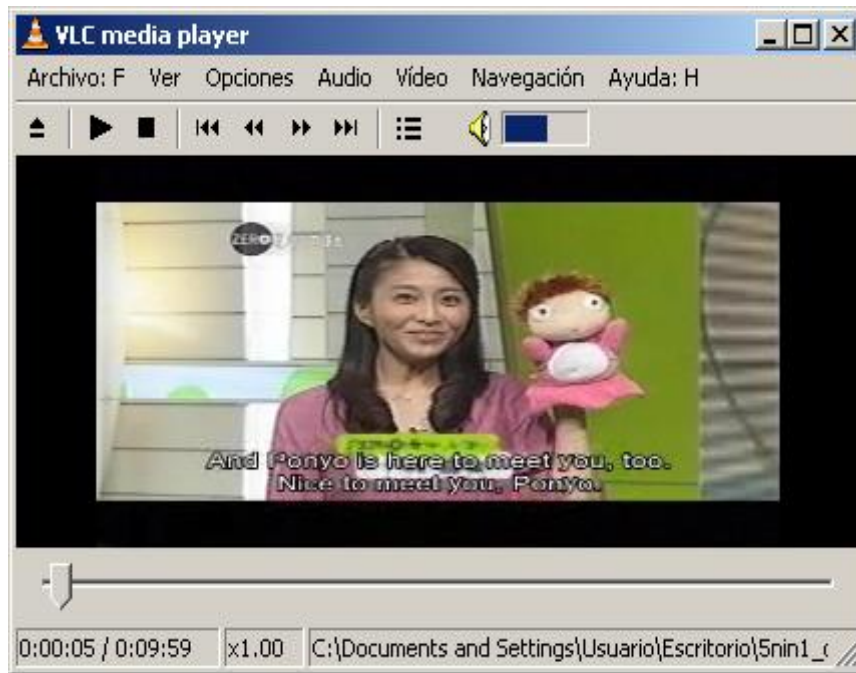 VLC media player
Archivo: F Ver Opciones Audio Vídeo Navegación Ayuda: H
ZERO
And Ponyo is here to meet you, too.
Nice to meet you, Ponyo.
0:00:05 / 0:09:59 x1.00 C:\Documents and Settings\Usuario\Escritorio\5nin1_